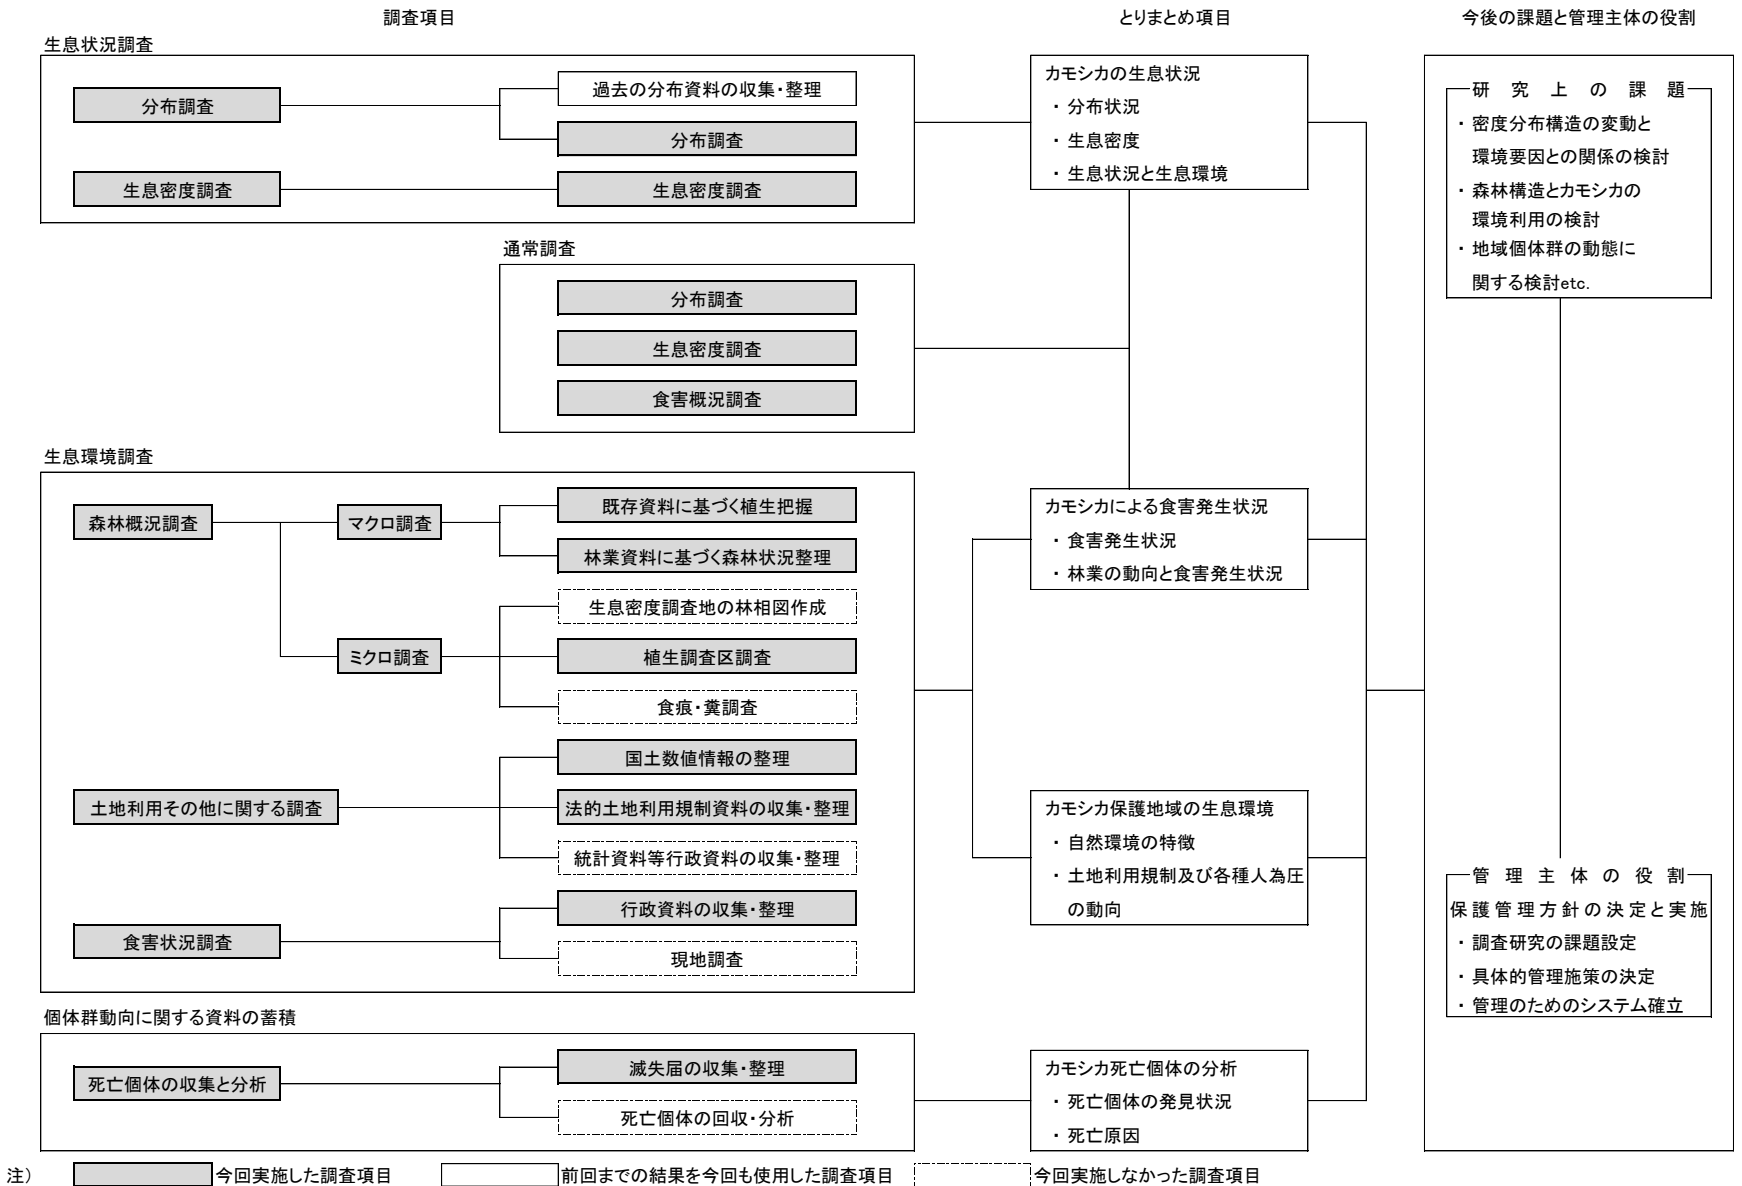 調査項目
とりまとめ項目
今後の課題と管理主体の役割
生息状況調査
分布調査
過去の分布資料の収集・整理
分布調査
生息密度調査
生息密度調査
カモシカの生息状況
・ 分布状況
・ 生息密度
・ 生息状況と生息環境
通常調査
分布調査
生息密度調査
食害概況調査
生息環境調査
森林概況調査
マクロ調査
既存資料に基づく植生把握
林業資料に基づく森林状況整理
ミクロ調査
生息密度調査地の林相図作成
植生調査区調査
食痕・糞調査
土地利用その他に関する調査
国土数値情報の整理
法的土地利用規制資料の収集・整理
統計資料等行政資料の収集・整理
食害状況調査
行政資料の収集・整理
現地調査
カモシカによる食害発生状況
・ 食害発生状況
・ 林業の動向と食害発生状況
カモシカ保護地域の生息環境
・ 自然環境の特徴
・ 土地利用規制及び各種人為圧
の動向
個体群動向に関する資料の蓄積
死亡個体の収集と分析
滅失届の収集・整理
死亡個体の回収・分析
カモシカ死亡個体の分析
・ 死亡個体の発見状況
・ 死亡原因
研究上の課題
・ 密度分布構造の変動と
環境要因との関係の検討
・ 森林構造とカモシカの
環境利用の検討
・ 地域個体群の動態に
関する検討etc.
管理主体の役割
保護管理方針の決定と実施
・ 調査研究の課題設定
・ 具体的管理施策の決定
・ 管理のためのシステム確立
注)
今回実施した調査項目
前回までの結果を今回も使用した調査項目
今回実施しなかった調査項目